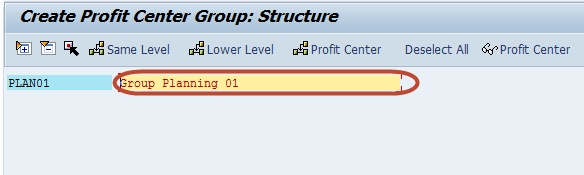 Create Profit Center Group: Structure
Same Level Lower Level Profit Center Deselect All Profit Center
PLAN01 Group Planning 01